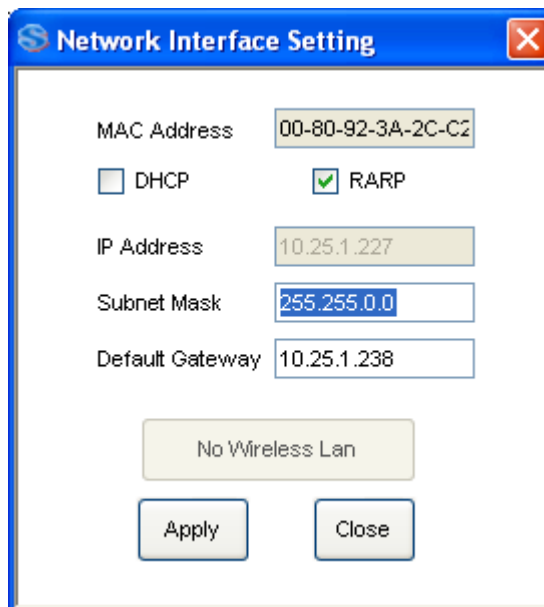 Network Interface Setting
MAC Address 00-80-92-3A-2C-C2
DHCP RARP
IP Address 10.25.1.227
Subnet Mask 255.255.0.0
Default Gateway 10.25.1.238
No Wireless Lan
Apply Close